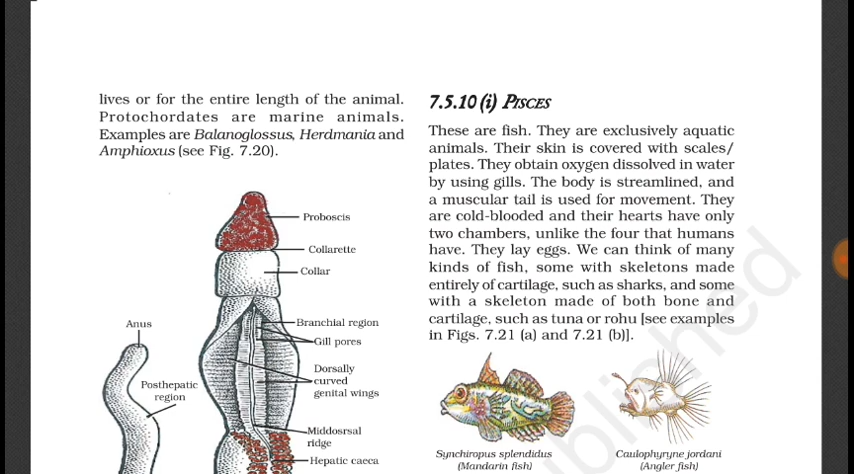 lives or for the entire length of the animal.
Protochordates are marine animals.
Examples are Balanoglossus, Herdmania and
Amphioxus (see Fig. 7.20).
Proboscis
Collarette
Collar
Branchial region
Gill pores
Anus
Dorsally
curved
genital wings
Posthepatic
region
Middosrsal
ridge
Hepatic caeca
7.5.10 (i) PISCES
These are fish. They are exclusively aquatic
animals. Their skin is covered with scales/
plates. They obtain oxygen dissolved in water
by using gills. The body is streamlined, and
a muscular tail is used for movement. They
are cold-blooded and their hearts have only
two chambers, unlike the four that humans
have. They lay eggs. We can think of many
kinds of fish, some with skeletons made
entirely of cartilage, such as sharks, and some
with a skeleton made of both bone and
cartilage, such as tuna or rohu [see examples
in Figs. 7.21 (a) and 7.21 (b)].
Synchiropus splendidus
(Mandarin fish)
Caulophyryne jordani
(Angler fish)
ublished